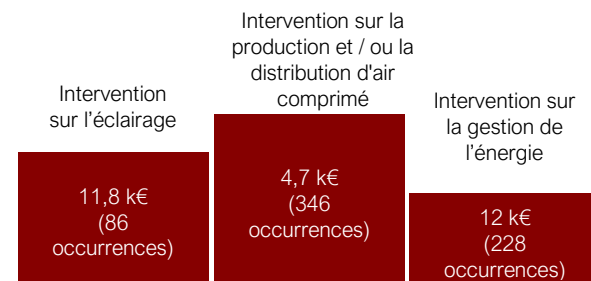 Intervention
sur l'éclairage
11,8 k€
(86
occurrences)
Intervention sur la
production et / ou la
distribution d'air
comprimé
4,7 k€
(346
occurrences)
Intervention sur
la gestion de
l'énergie
12 k€
(228
occurrences)